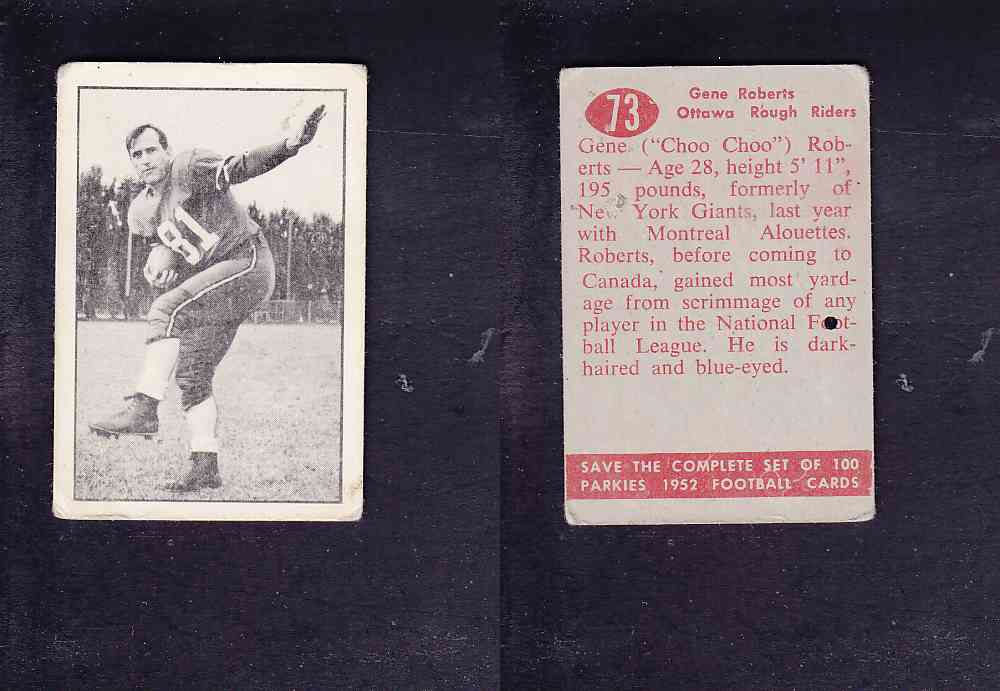 81
73
Gene Roberts
Ottawa Rough Riders
Gene ("Choo Choo") Rob-
erts — Age 28, height 5' 11",
195 pounds, formerly of
New York Giants, last year
with Montreal Alouettes.
Roberts, before coming to
Canada, gained most yard-
age from scrimmage of any
player in the National Foot-
ball League. He is dark-
haired and blue-eyed.
SAVE THE COMPLETE SET OF 100
PARKIES 1952 FOOTBALL CARDS